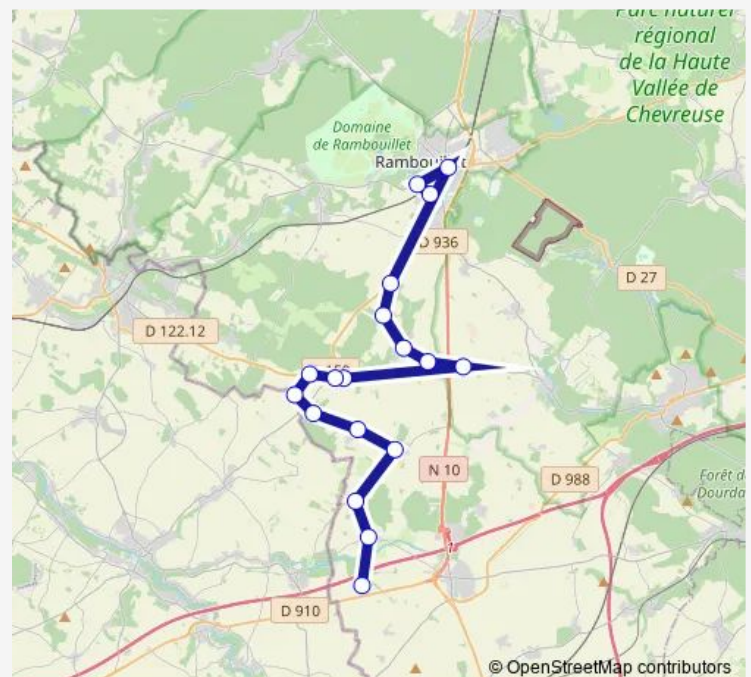 Parc naturel
régional
de la Haute
Vallée de
Chevreuse
Domaine
de Rambouillet
D 936
D 27
D 122.12
N 10
D 988
Forêt d
Dourda
1
D 910
© OpenStreetMap contributors